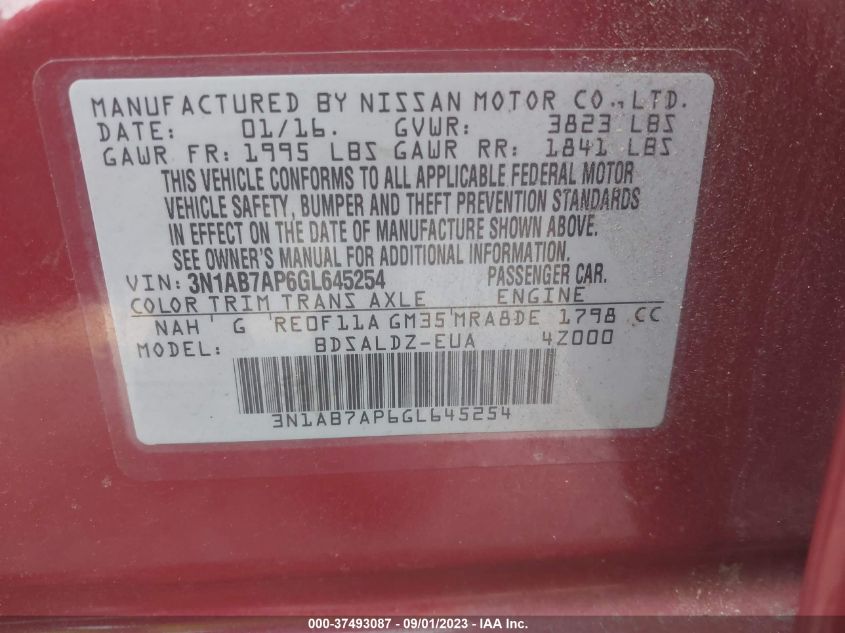 MANUFACTURED BY NISSAN MOTOR CO.,LTD.
DATE: 01/16. GVWR: 3823 LBS
GAWR FR: 1995 LBS GAWR RR: 1841 LBS
THIS VEHICLE CONFORMS TO ALL APPLICABLE FEDERAL MOTOR
VEHICLE SAFETY, BUMPER AND THEFT PREVENTION STANDARDS
IN EFFECT ON THE DATE OF MANUFACTURE SHOWN ABOVE.
SEE OWNER'S MANUAL FOR ADDITIONAL INFORMATION.
VIN: 3N1AB7AP6GL645254 PASSENGER CAR.
COLOR TRIM TRANS AXLE ENGINE
NAH ' G 'RE0F11A GM35'MRA8DE 1798 CC
MODEL: BDSALDZ-EUA 4Z000
3N1AB7AP6GL645254
000-37493087 - 09/01/2023 - IAA Inc.